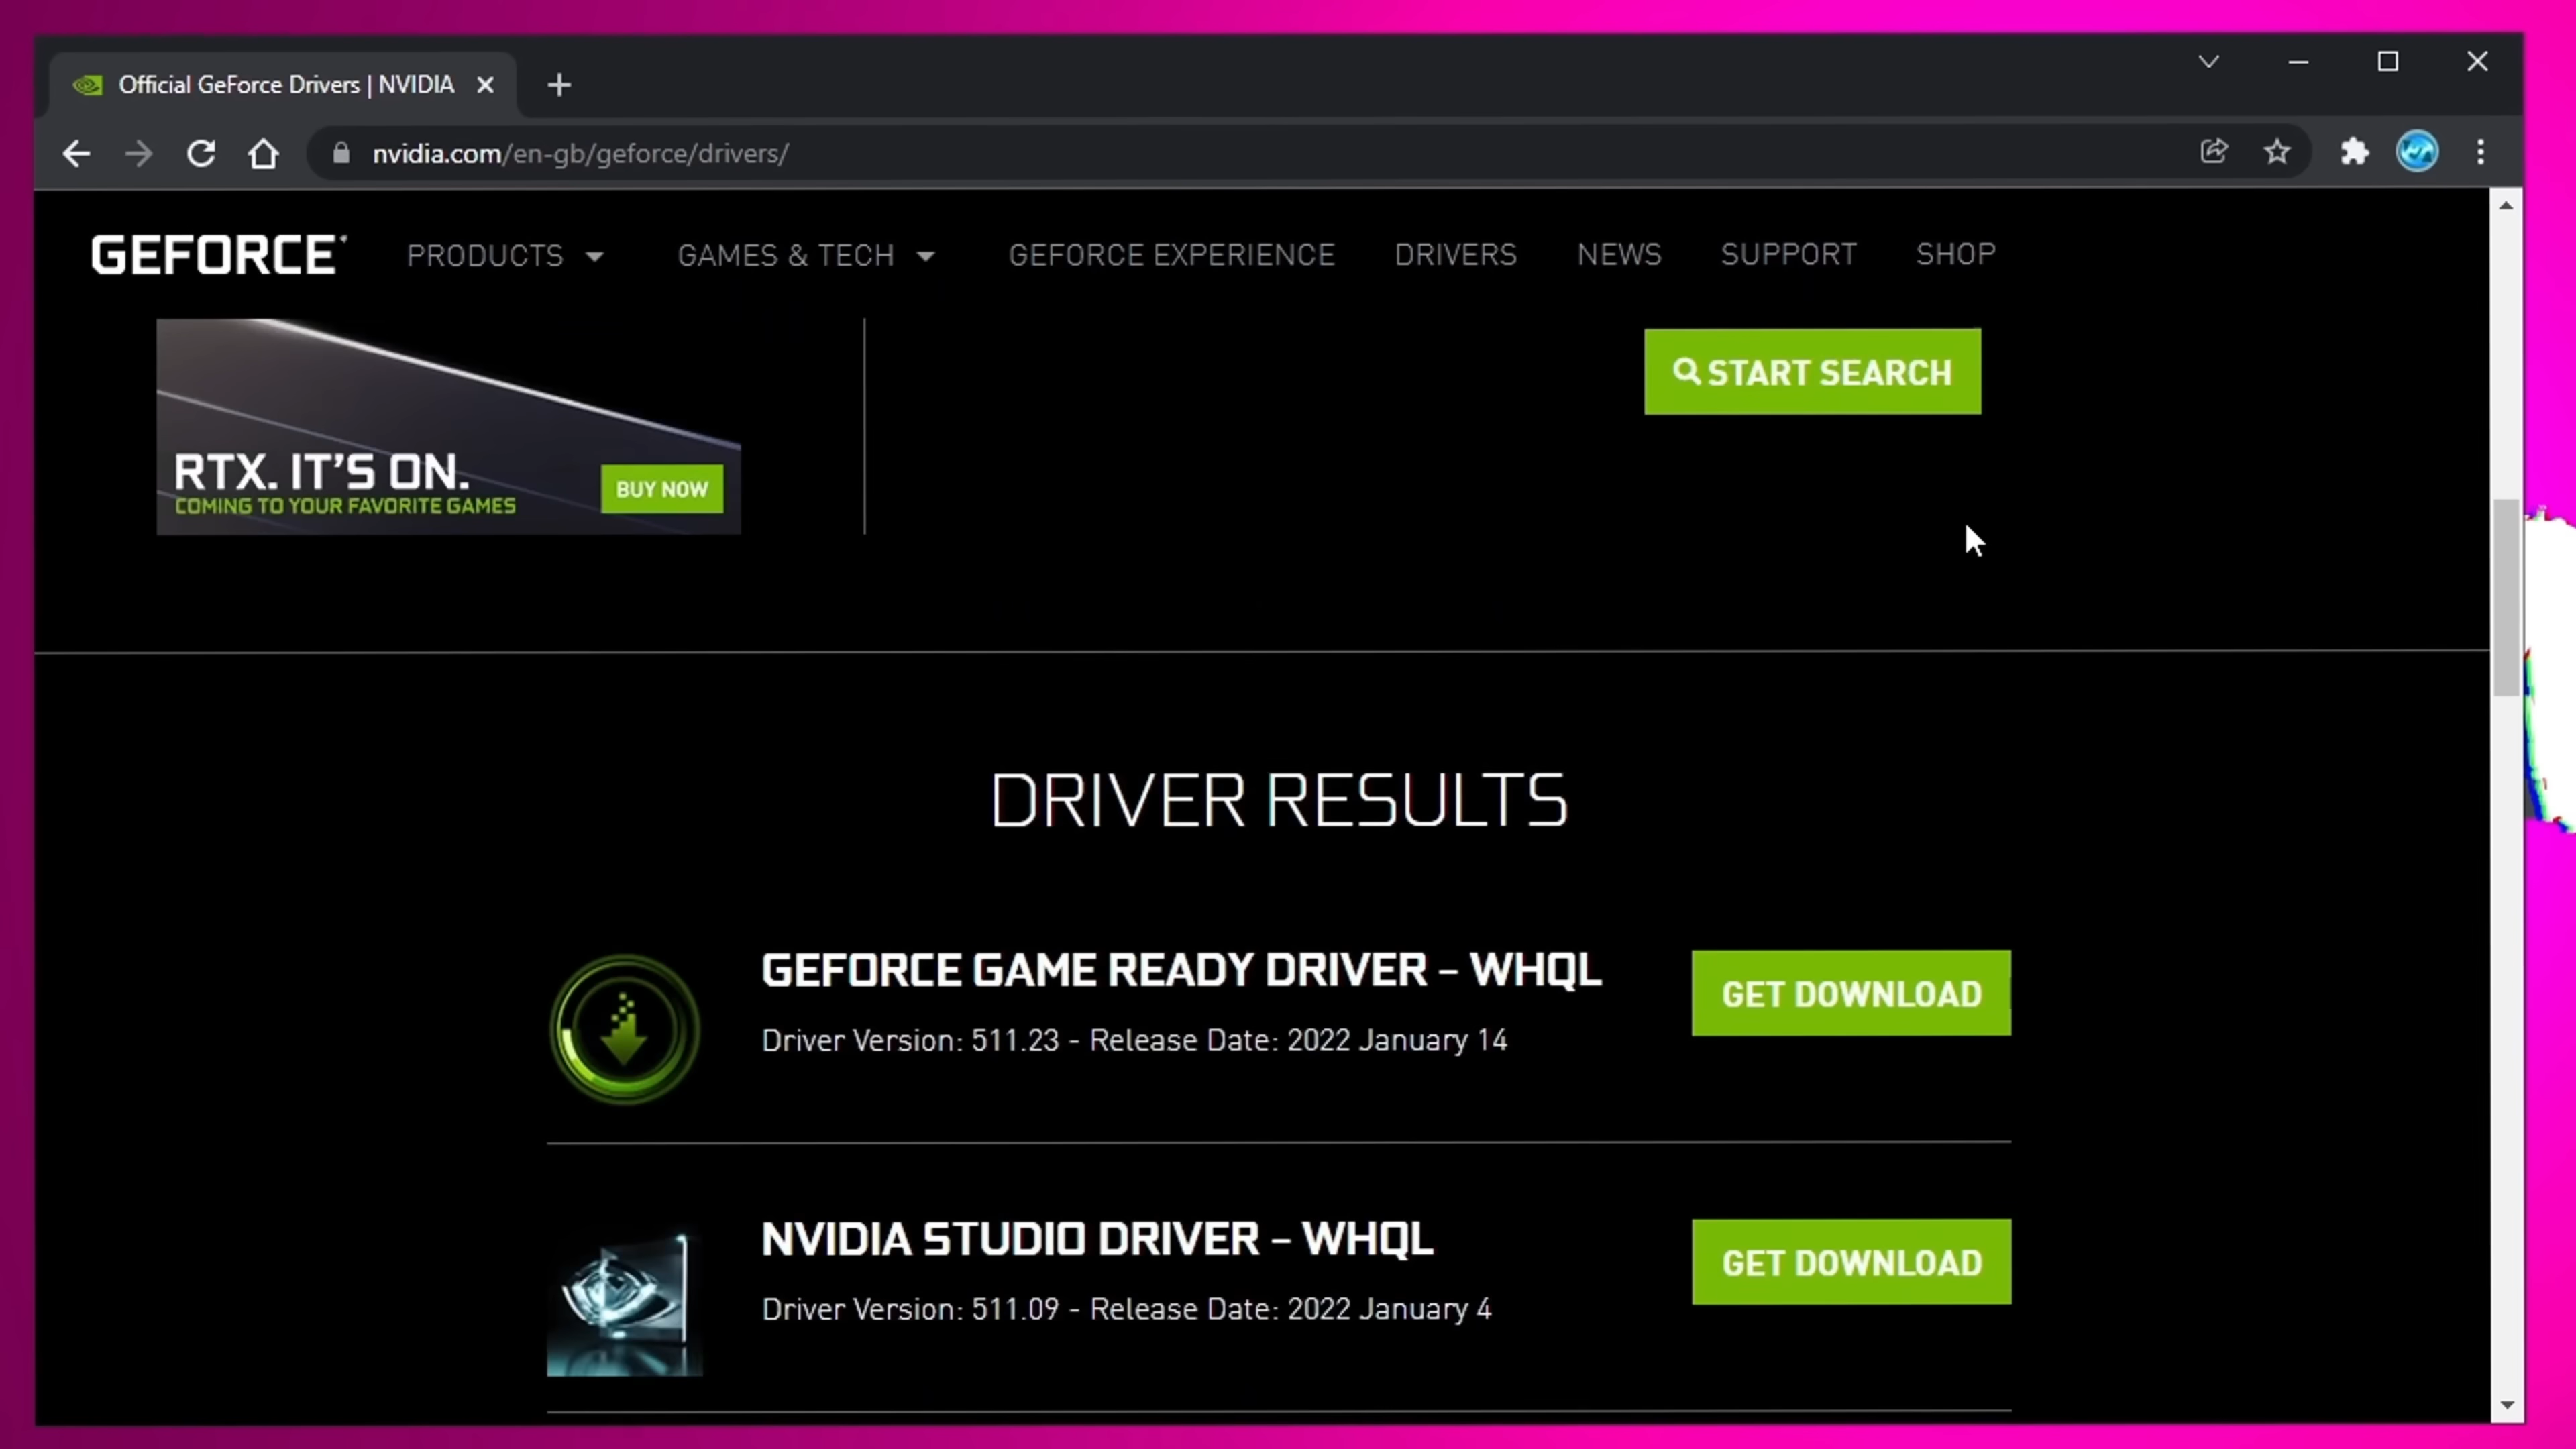 Official GeForce Drivers | NVIDIA
nvidia.com/en-gb/geforce/drivers/
GEFORCE PRODUCTS GAMES & TECH GEFORCE EXPERIENCE DRIVERS NEWS SUPPORT SHOP
START SEARCH
RTX. IT'S ON.
COMING TO YOUR FAVORITE GAMES
BUY NOW
DRIVER RESULTS
GEFORCE GAME READY DRIVER – WHQL
Driver Version: 511.23 - Release Date: 2022 January 14
GET DOWNLOAD
NVIDIA STUDIO DRIVER – WHQL
Driver Version: 511.09 - Release Date: 2022 January 4
GET DOWNLOAD